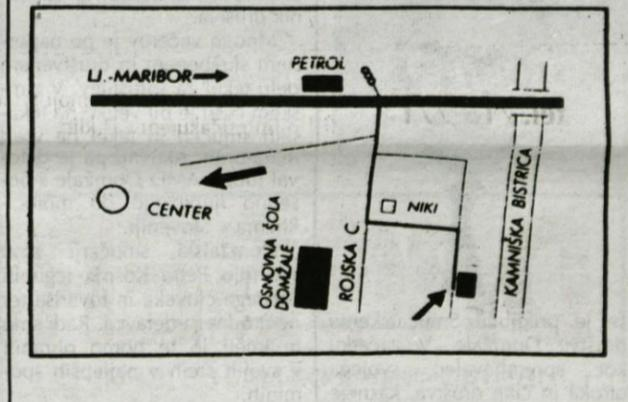 PETROL
LJ.-MARIBOR
CENTER
OSNOVNA ŠOLA
DOMŽALE
ROJSKA C.
NIKI
KAMNIŠKA BISTRICA